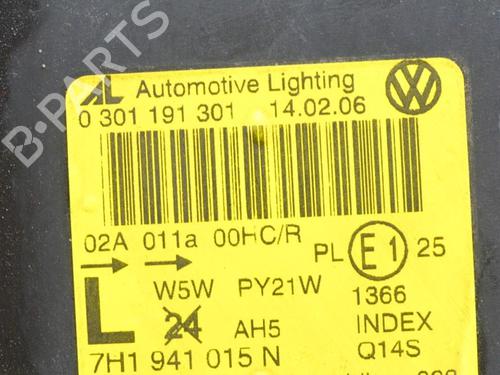 B-PARTS
AL Automotive Lighting
0 301 191 301 14.02.06
02A 011a 00HC/R
PL E1 25
L W5W PY21W 1366
24 AH5 INDEX
7H1 941 015 N Q14S